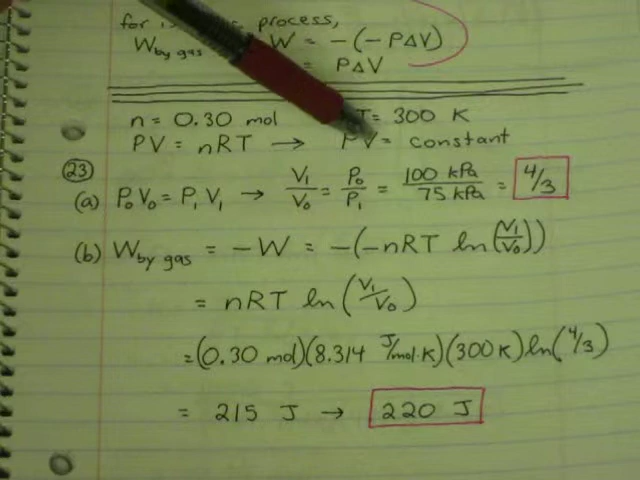 for process,
W by gas W = -(-PΔV)
= PΔV
n = 0.30 mol T = 300 K
PV = nRT → PV = constant
23
(a) P₀V₀ = P₁V₁ → V₁/V₀ = P₀/P₁ = 100 kPa/75 kPa = 4/3
(b) W by gas = -W = -(-nRT ln(V₁/V₀))
= nRT ln(V₁/V₀)
= (0.30 mol)(8.314 J/mol·K)(300 K) ln(4/3)
= 215 J → 220 J